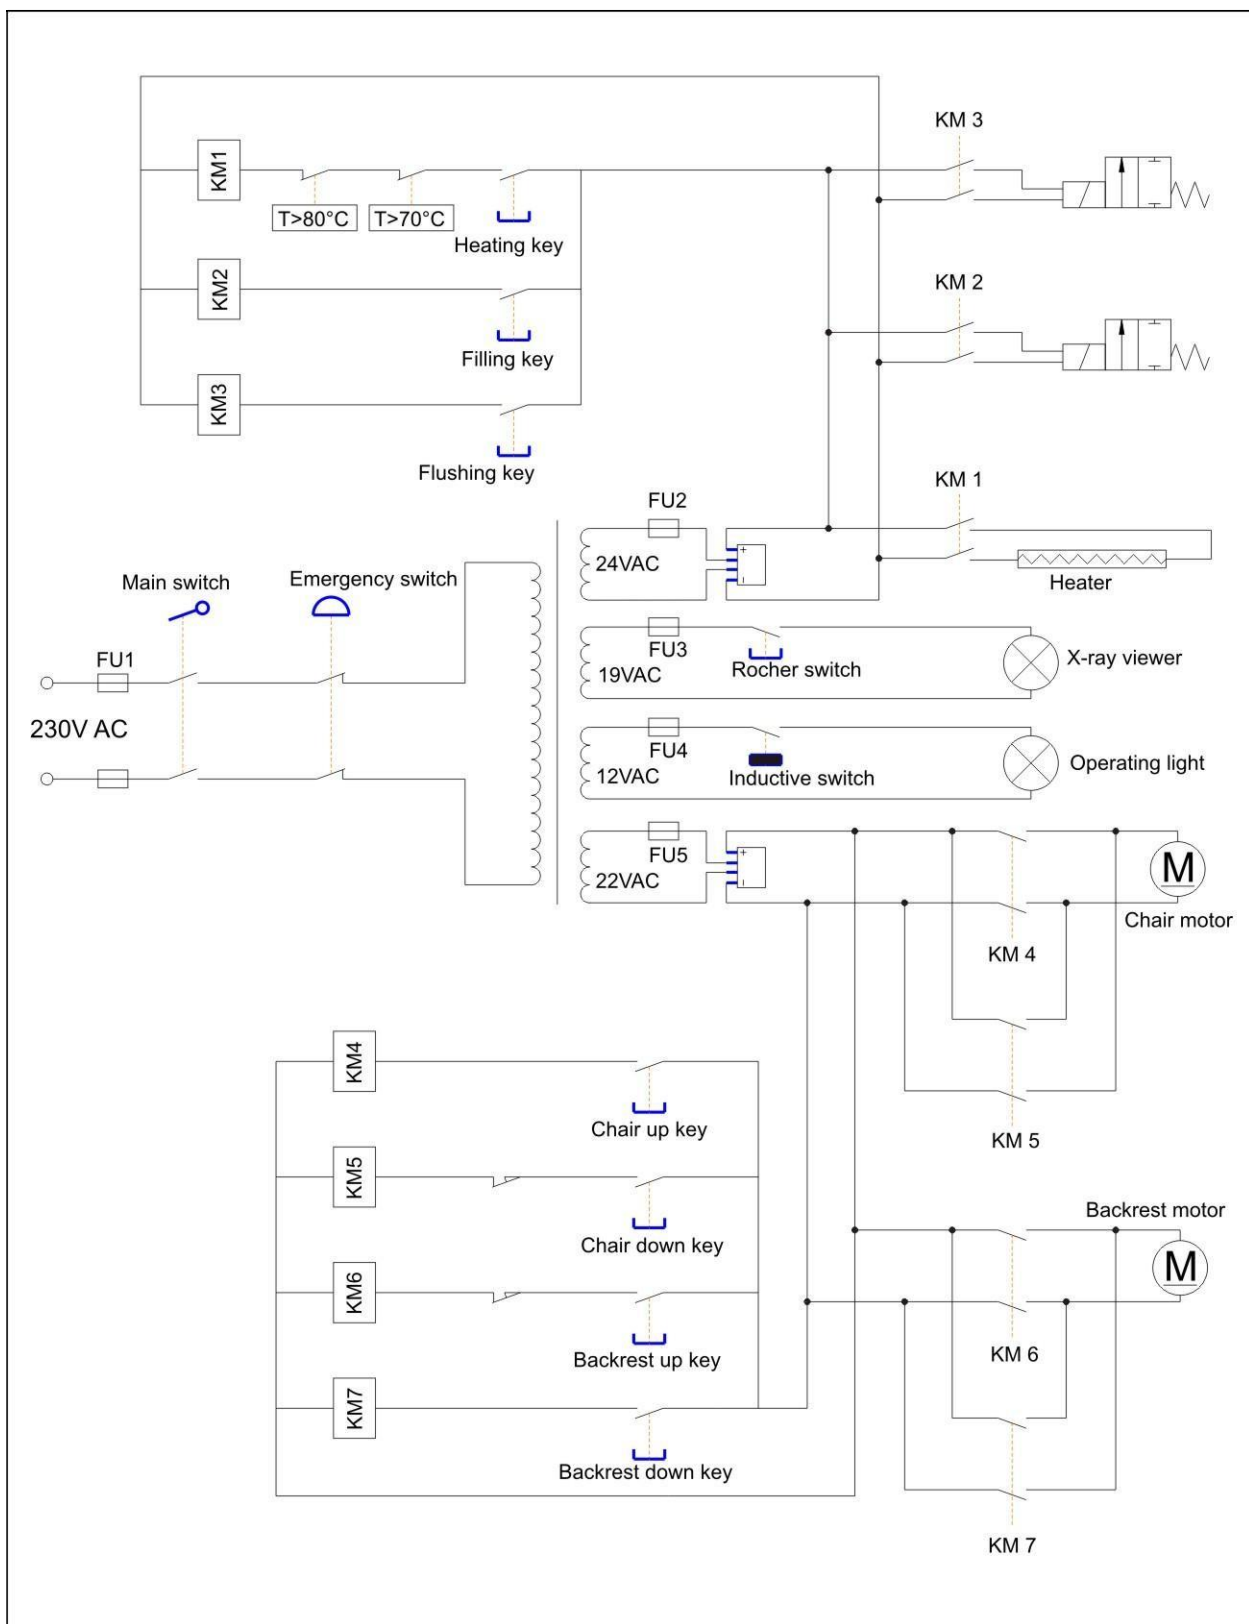 KM 3
KM1
T>80°C
T>70°C
Heating key
KM2
KM 2
Filling key
KM3
Flushing key
KM 1
FU2
24VAC
+
-
Heater
Main switch
Emergency switch
FU1
230V AC
FU3
19VAC
Rocher switch
X-ray viewer
FU4
12VAC
Inductive switch
Operating light
FU5
22VAC
+
-
M
Chair motor
KM 4
KM4
Chair up key
KM 5
KM5
Chair down key
Backrest motor
M
KM6
KM 6
Backrest up key
KM7
Backrest down key
KM 7